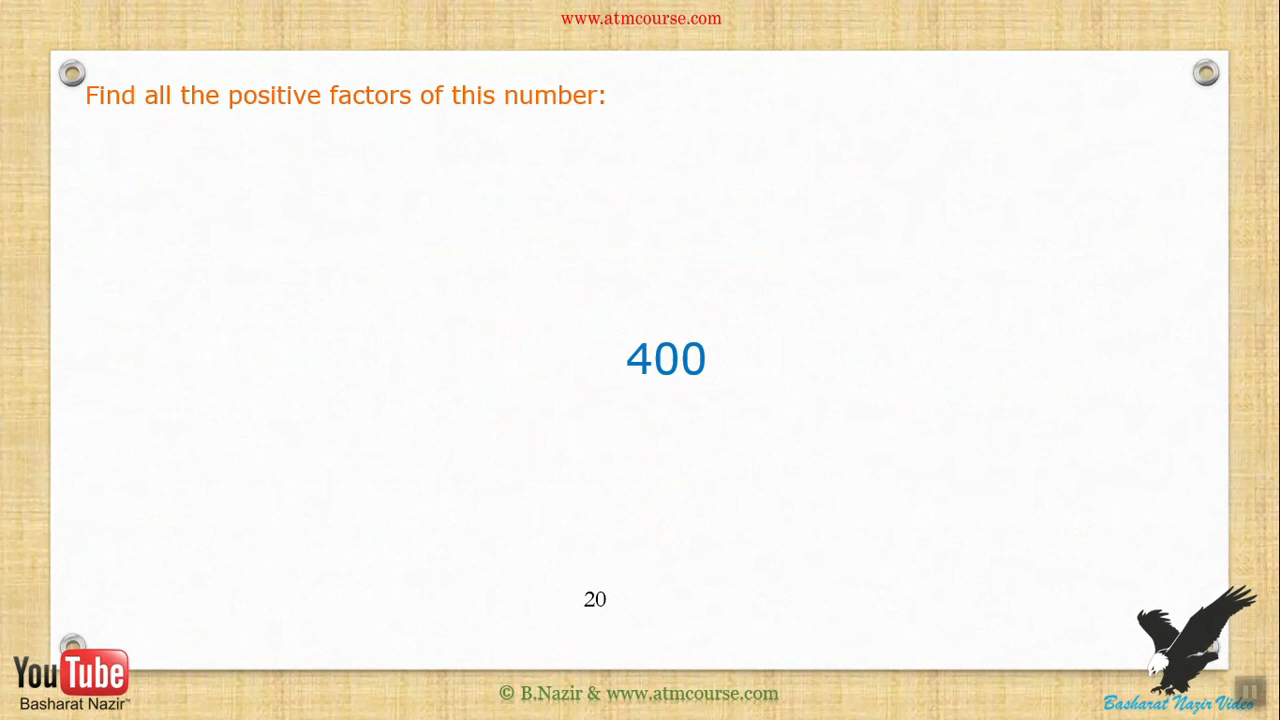 www.atmcourse.com
Find all the positive factors of this number:
400
20
YouTube
Basharat Nazir™
© B.Nazir & www.atmcourse.com
Basharat Nazir Video